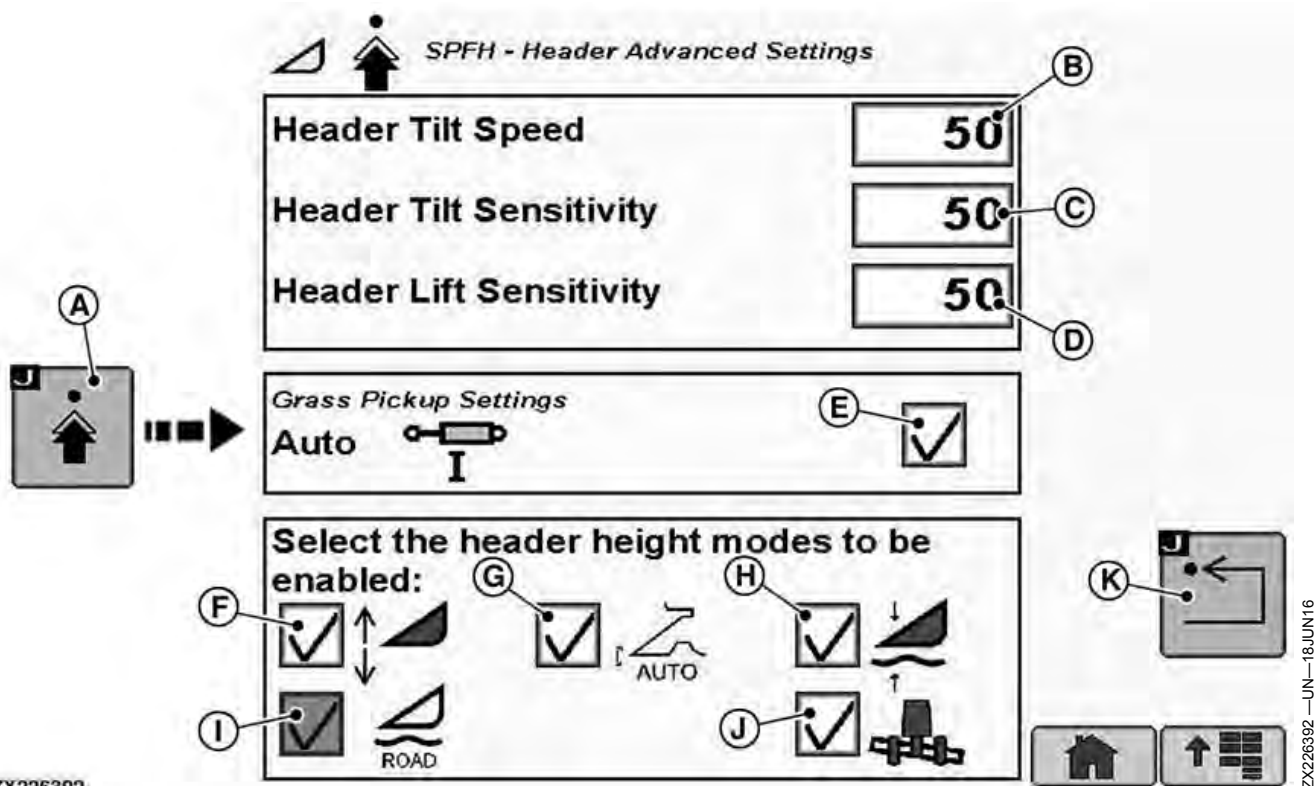 SPFH - Header Advanced Settings
B
Header Tilt Speed
50
Header Tilt Sensitivity
50
C
Header Lift Sensitivity
50
D
A
J
Grass Pickup Settings
Auto
I
E
Select the header height modes to be
enabled:
F
G
AUTO
H
I
ROAD
J
J
K
ZX226392 —UN—18JUN16